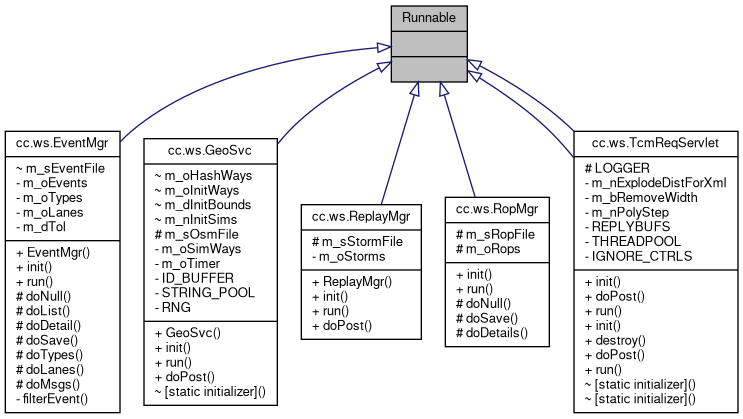 Runnable
cc.ws.EventMgr
~ m_sEventFile
- m_oEvents
- m_oTypes
- m_oLanes
- m_dTol
+ EventMgr()
+ init()
+ run()
# doNull()
# doList()
# doDetail()
# doSave()
# doTypes()
# doLanes()
# doMsgs()
- filterEvent()
cc.ws.GeoSvc
~ m_oHashWays
~ m_oInitWays
~ m_dInitBounds
~ m_nInitSims
# m_sOsmFile
- m_oSimWays
- m_oTimer
- ID_BUFFER
- STRING_POOL
- RNG
+ GeoSvc()
+ init()
+ run()
+ doPost()
~ [static initializer]()
cc.ws.ReplayMgr
# m_sStormFile
- m_oStorms
+ ReplayMgr()
+ init()
+ run()
+ doPost()
cc.ws.RopMgr
# m_sRopFile
# m_oRops
+ init()
+ run()
# doNull()
# doSave()
# doDetails()
cc.ws.TcmReqServlet
# LOGGER
- m_nExplodeDistForXml
- m_bRemoveWidth
- m_nPolyStep
- REPLYBUFS
- THREADPOOL
- IGNORE_CTRLS
+ init()
+ doPost()
+ run()
+ init()
+ destroy()
+ doPost()
+ run()
~ [static initializer]()
~ [static initializer]()